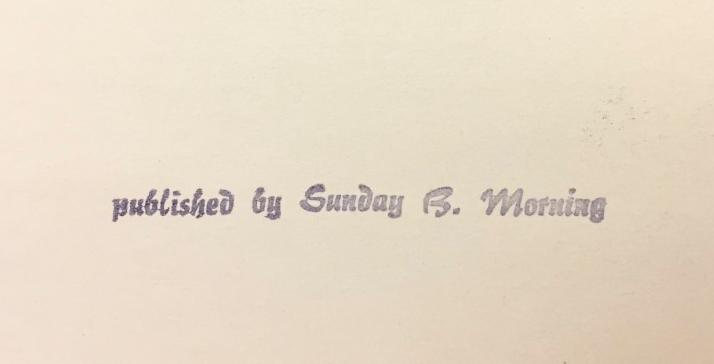 published by Sunday B. Morning